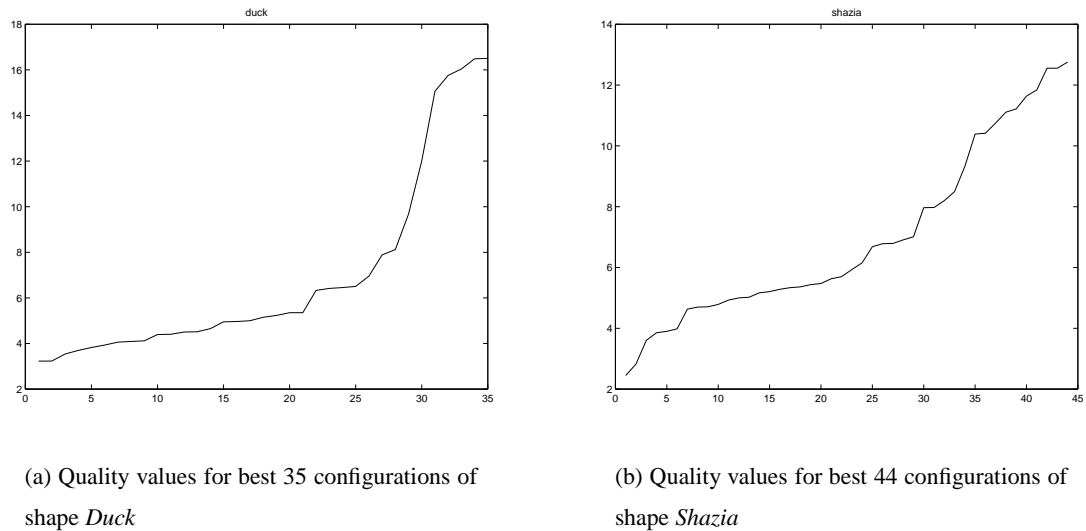 duck
18
16
14
12
10
8
6
4
2
0 5 10 15 20 25 30 35
(a) Quality values for best 35 configurations of
shape Duck
shazia
14
12
10
8
6
4
2
0 5 10 15 20 25 30 35 40 45
(b) Quality values for best 44 configurations of
shape Shazia